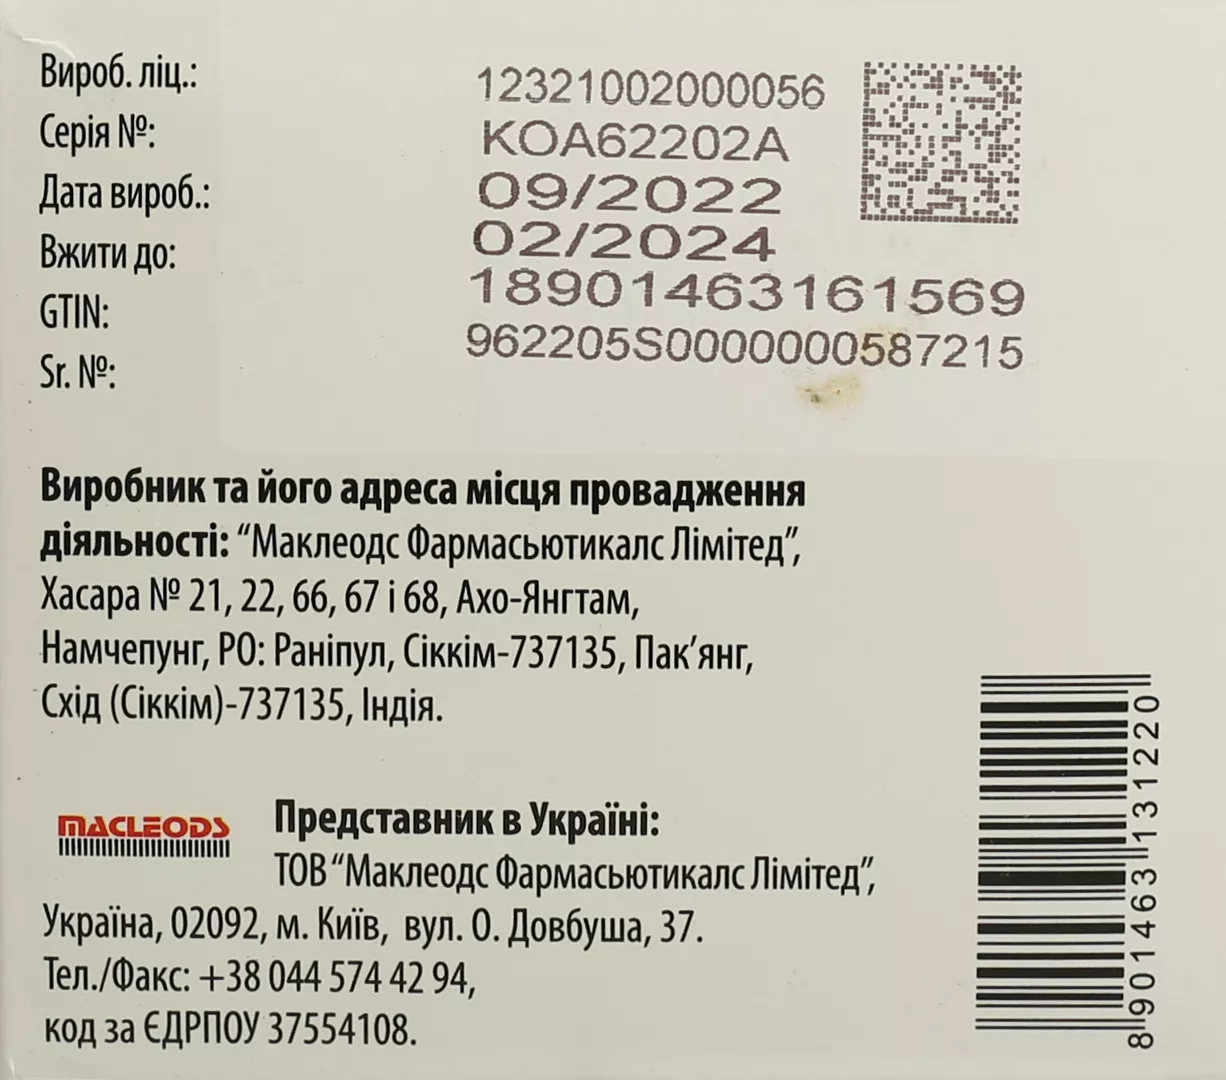 Вироб. ліц.: 12321002000056
Серія №: KOA62202A
Дата вироб.: 09/2022
Вжити до: 02/2024
GTIN: 18901463161569
Sr. №: 962205S0000000587215
Виробник та його адреса місця провадження
діяльності: “Маклеодс Фармасьютикалс Лімітед”,
Хасара № 21, 22, 66, 67 і 68, Ахо-Янгтам,
Намчепунг, РО: Раніпул, Сіккім-737135, Пак’янг,
Схід (Сіккім)-737135, Індія.
MACLEODS
Представник в Україні:
ТОВ “Маклеодс Фармасьютикалс Лімітед”,
Україна, 02092, м. Київ, вул. О. Довбуша, 37.
Тел./Факс: +38 044 574 42 94,
код за ЄДРПОУ 37554108.
8901463131220